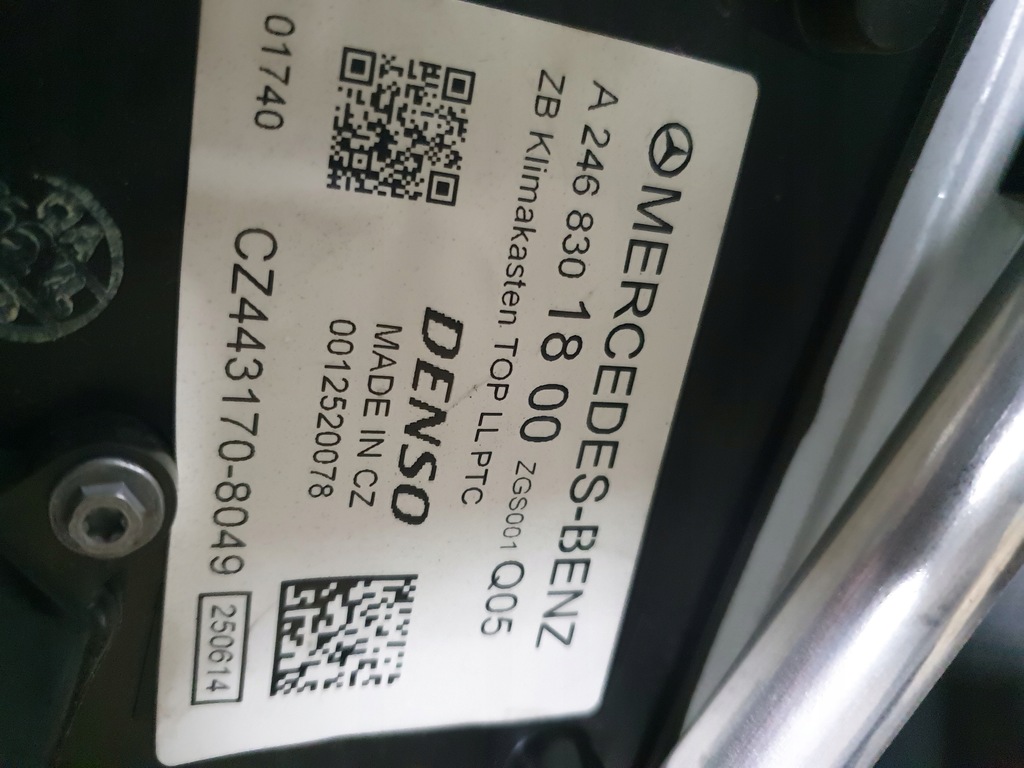 MERCEDES-BENZ
A 246 830 18 00 ZGS001 Q05
ZB Klimakasten TOP LL PTC
DENSO
MADE IN CZ
0012520078
01740 CZ443170-8049 250614